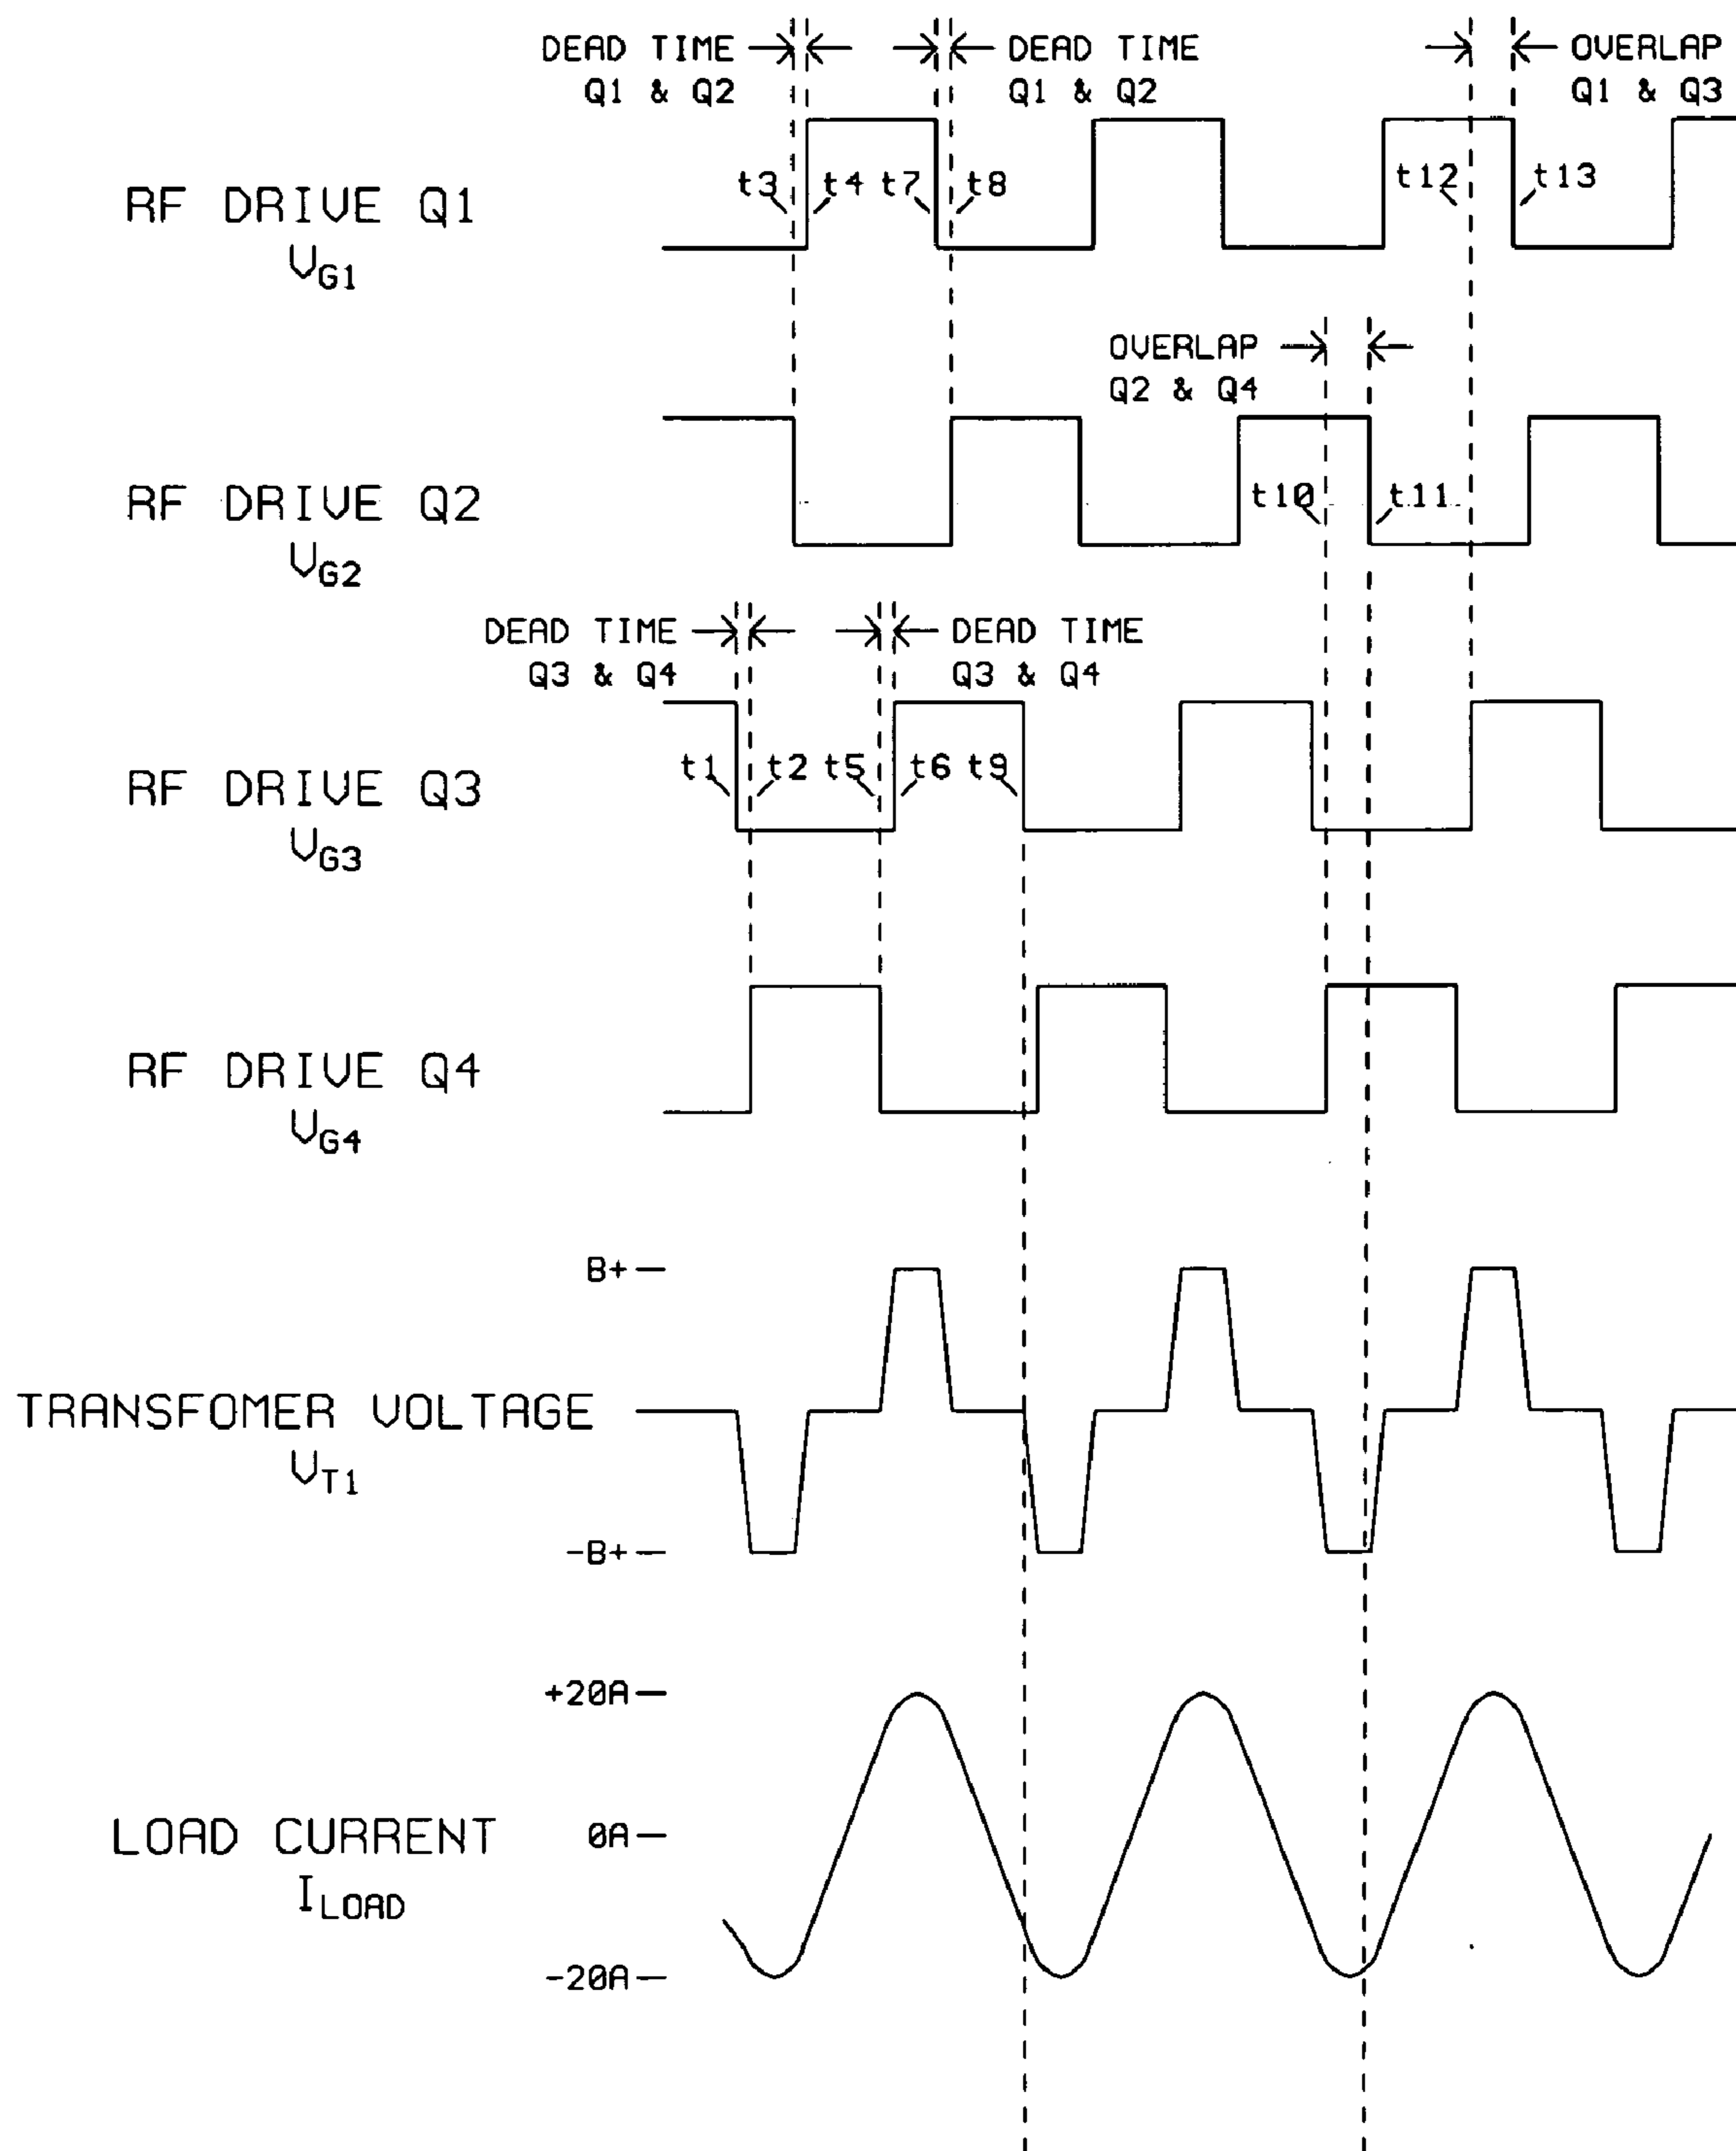 DEAD TIME
Q1 & Q2
DEAD TIME
Q1 & Q2
OVERLAP
Q1 & Q3
RF DRIVE Q1
VG1
t3
t4
t7
t8
t12
t13
OVERLAP
Q2 & Q4
RF DRIVE Q2
VG2
t10
t11
DEAD TIME
Q3 & Q4
DEAD TIME
Q3 & Q4
RF DRIVE Q3
VG3
t1
t2
t5
t6
t9
RF DRIVE Q4
VG4
B+
TRANSFOMER VOLTAGE
VT1
-B+
+20A
LOAD CURRENT
ILOAD
0A
-20A